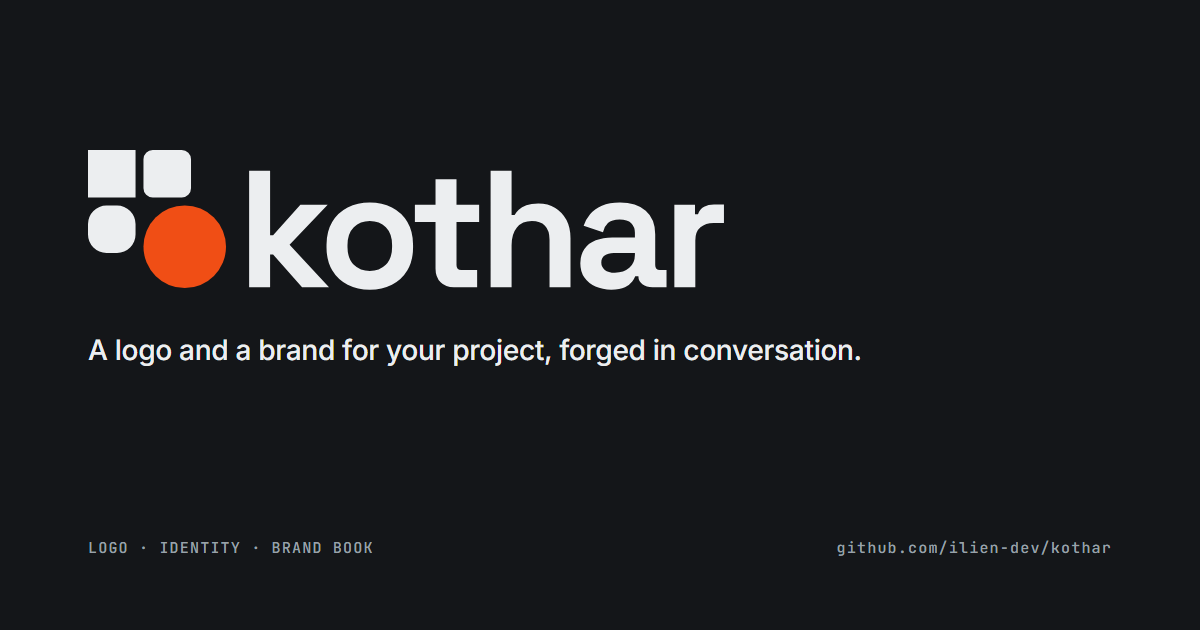 kothar
A logo and a brand for your project, forged in conversation.
LOGO · IDENTITY · BRAND BOOK
github.com/ilien-dev/kothar